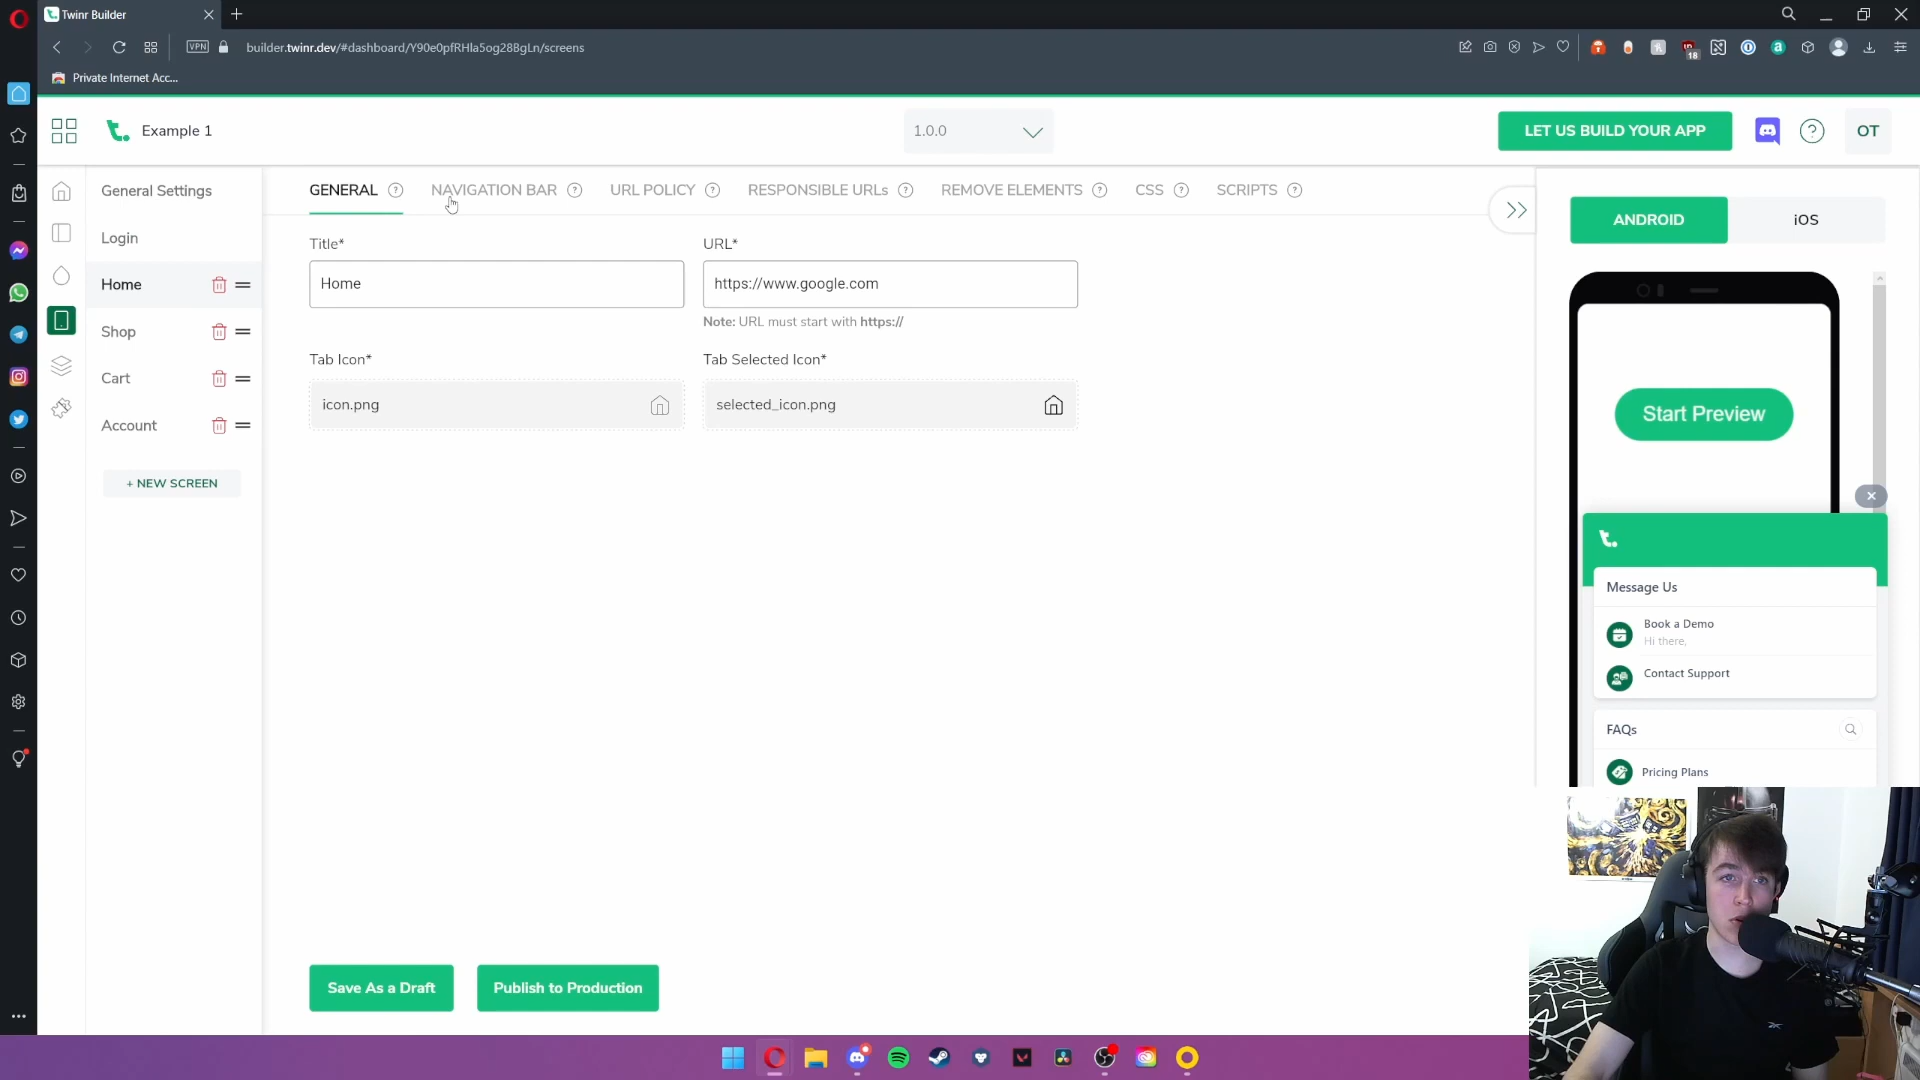 Twinr Builder
VPN
builder.twinr.dev/#dashboard/Y90e0pfRHla5og28BgLn/screens
18
Private Internet Acc...
Example 1
1.0.0
LET US BUILD YOUR APP
OT
General Settings
Login
Home
Shop
Cart
Account
+ NEW SCREEN
GENERAL
NAVIGATION BAR
URL POLICY
RESPONSIBLE URLs
REMOVE ELEMENTS
CSS
SCRIPTS
Title*
URL*
Home
https://www.google.com
Note: URL must start with https://
Tab Icon*
Tab Selected Icon*
icon.png
selected_icon.png
Save As a Draft
Publish to Production
ANDROID
iOS
Start Preview
Message Us
Book a Demo
Hi there,
Contact Support
FAQs
Pricing Plans